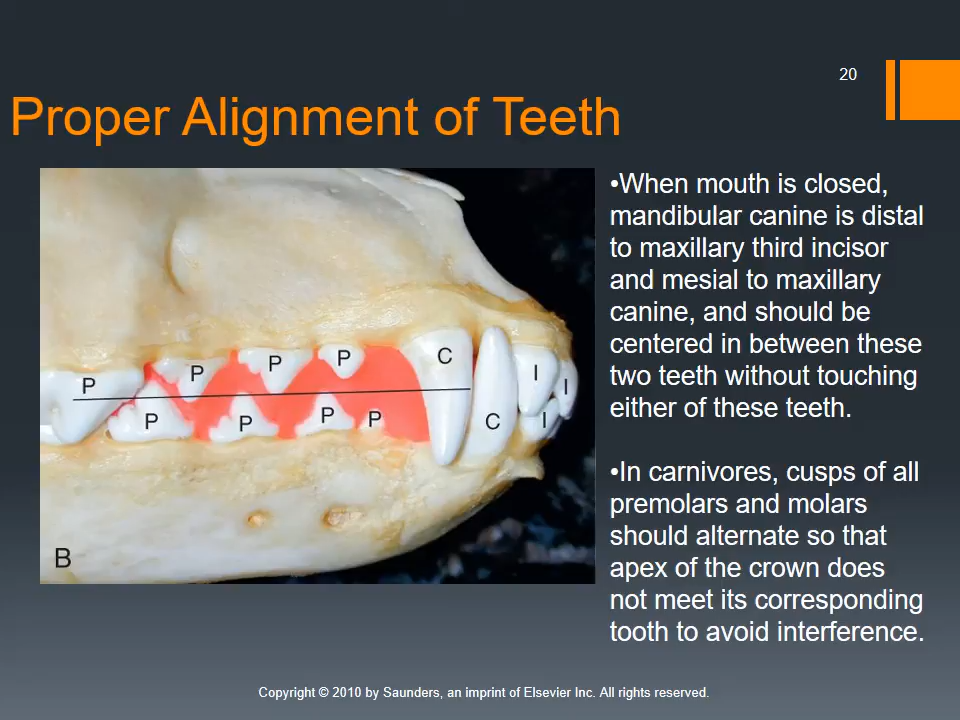 20
Proper Alignment of Teeth
•When mouth is closed,
mandibular canine is distal
to maxillary third incisor
and mesial to maxillary
canine, and should be
centered in between these
two teeth without touching
either of these teeth.
•In carnivores, cusps of all
premolars and molars
should alternate so that
apex of the crown does
not meet its corresponding
tooth to avoid interference.
P P P P C I I
P P P P C I
B
Copyright © 2010 by Saunders, an imprint of Elsevier Inc. All rights reserved.